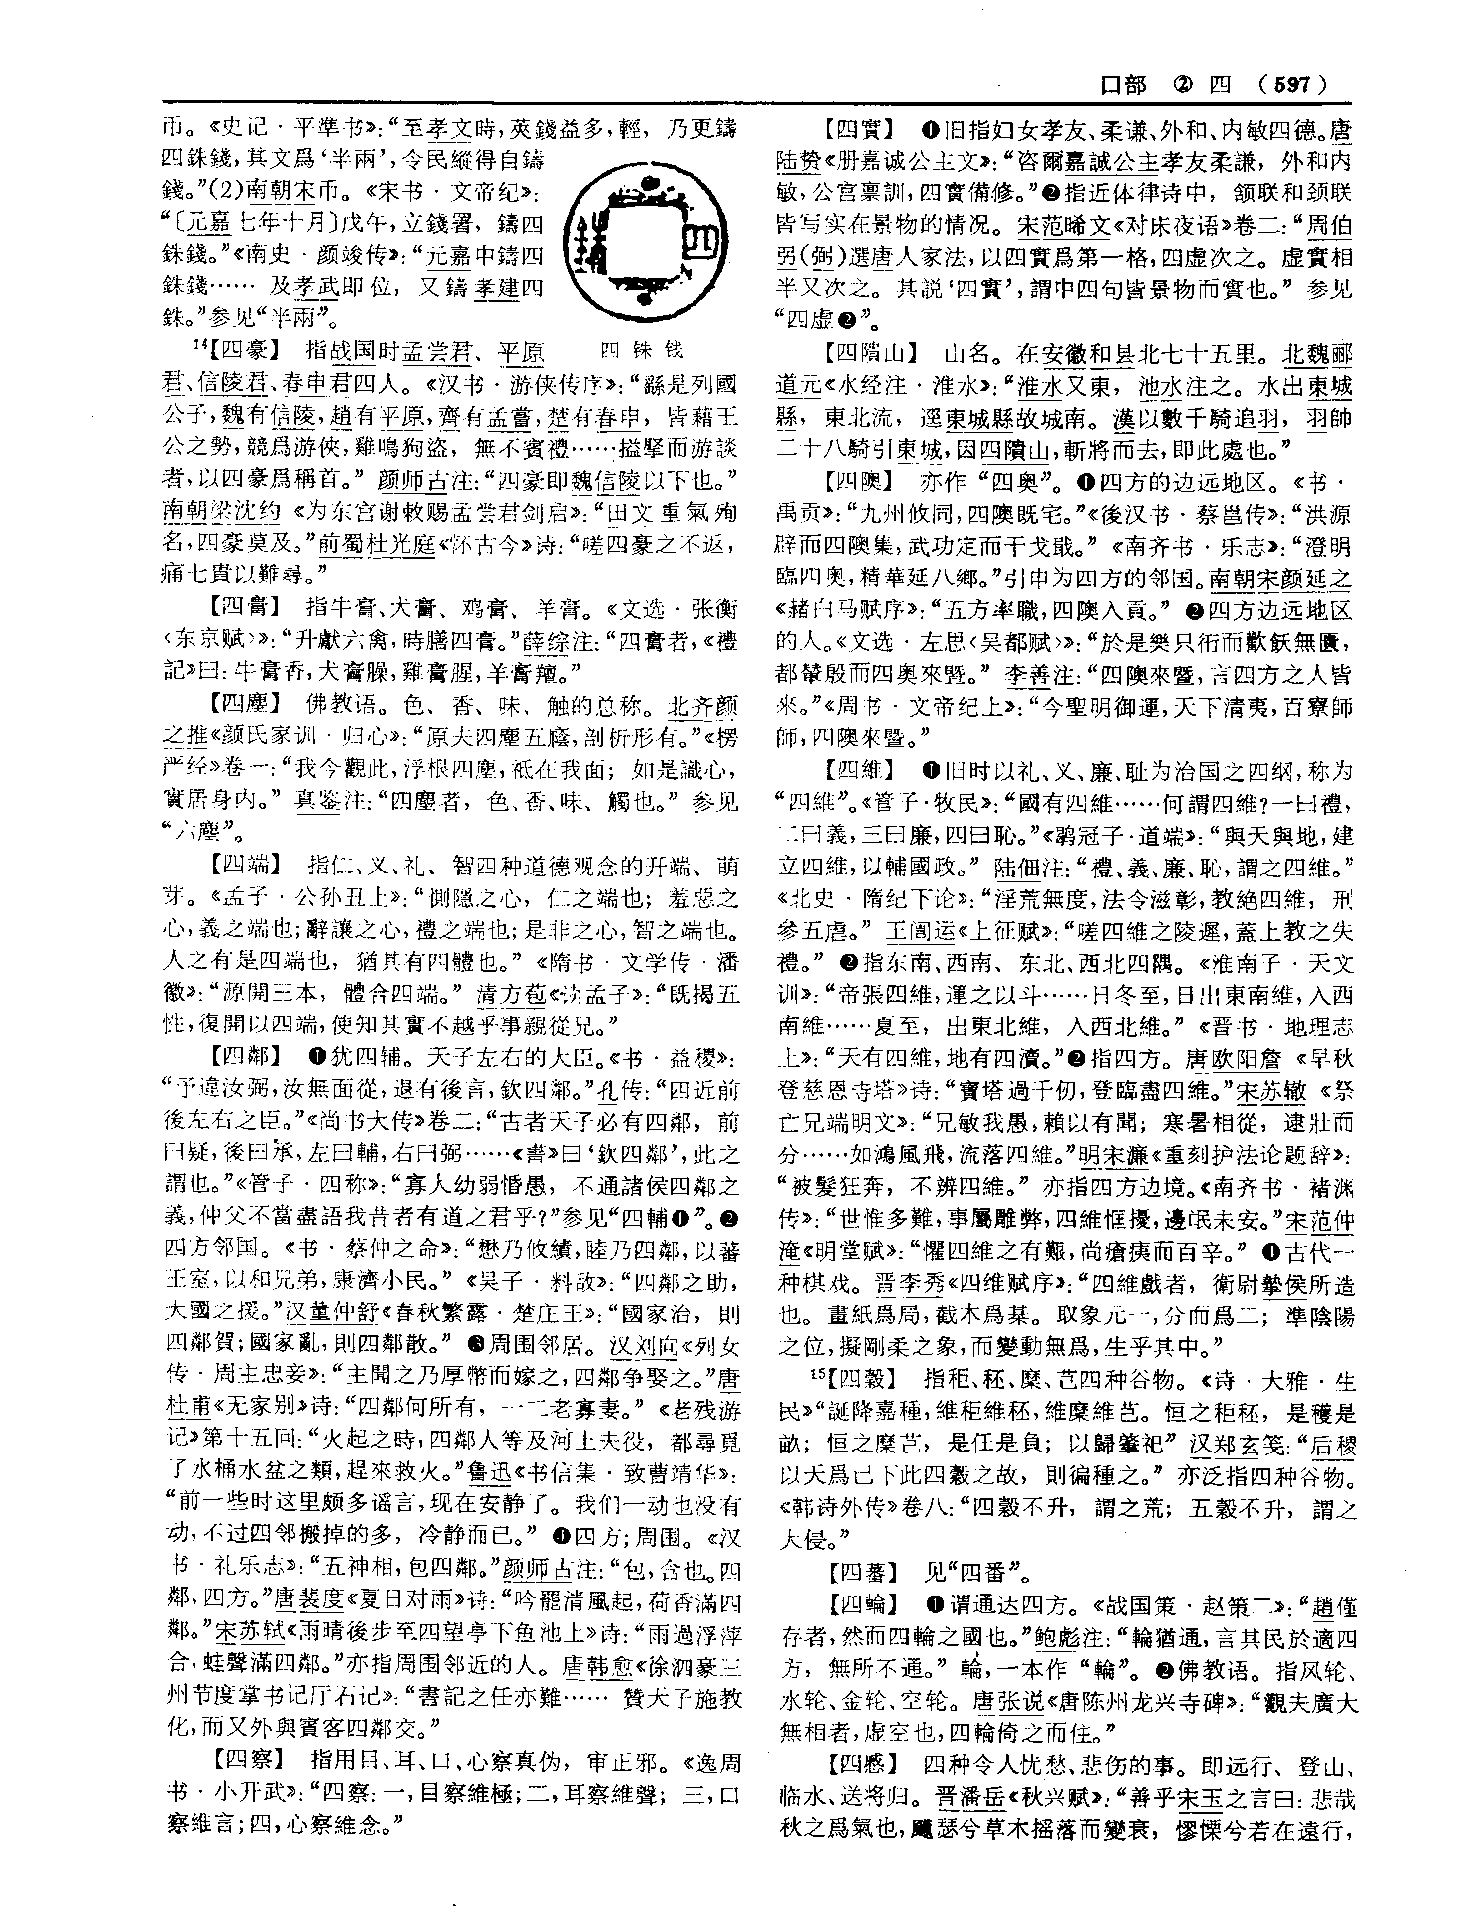 口部 ② 四 （597）
币。《史记·平準书》：“至孝文時，莢錢益多，輕，乃更鑄
四銖錢，其文爲‘半兩’，令民縱得自鑄
錢。”(2)南朝宋币。《宋书·文帝纪》：
“〔元嘉七年十月〕戊午，立錢署，鑄四
銖錢。”《南史·颜竣传》：“元嘉中鑄四
銖錢……及孝武即位，又鑄孝建四
銖。”参见“半兩”。
四铢钱
14【四豪】 指战国时孟尝君、平原
君、信陵君、春申君四人。《汉书·游侠传序》：“繇是列國
公子，魏有信陵，趙有平原，齊有孟嘗，楚有春申，皆藉王
公之勢，競爲游俠，雞鳴狗盜，無不賓禮……搤掔而游談
者，以四豪爲稱首。”颜师古注：“四豪即魏信陵以下也。”
南朝梁沈约《为东宫谢敕赐孟尝君剑启》：“田文重氣殉
名，四豪莫及。”前蜀杜光庭《怀古今》诗：“嗟四豪之不返，
痛七貴以難尋。”
【四膏】 指牛膏、犬膏、鸡膏、羊膏。《文选·张衡
〈东京赋〉》：“升獻六禽，時膳四膏。”薛综注：“四膏者，《禮
記》曰：牛膏香，犬膏臊，雞膏腥，羊膏羶。”
【四塵】 佛教语。色、香、味、触的总称。北齐颜
之推《颜氏家训·归心》：“原夫四塵五廕，剖析形有。”《楞
严经》卷一：“我今觀此，浮根四塵，祗在我面；如是識心，
實居身内。”真鉴注：“四塵者，色、香、味、觸也。”参见
“六塵”。
【四端】 指仁、义、礼、智四种道德观念的开端、萌
芽。《孟子·公孙丑上》：“惻隱之心，仁之端也；羞惡之
心，義之端也；辭讓之心，禮之端也；是非之心，智之端也。
人之有是四端也，猶其有四體也。”《隋书·文学传·潘
徽》：“源開三本，體合四端。”清方苞《读孟子》：“既揭五
性，復開以四端，使知其實不越乎事親從兄。”
【四鄰】 ❶犹四辅。天子左右的大臣。《书·益稷》：
“予違汝弼，汝無面從，退有後言，欽四鄰。”孔传：“四近前
後左右之臣。”《尚书大传》卷二：“古者天子必有四鄰，前
曰疑，後曰承，左曰輔，右曰弼……《書》曰‘欽四鄰’，此之
謂也。”《管子·四称》：“寡人幼弱惛愚，不通諸侯四鄰之
義，仲父不當盡語我昔者有道之君乎？”参见“四輔❶”。❷
四方邻国。《书·蔡仲之命》：“懋乃攸績，睦乃四鄰，以蕃
王室，以和兄弟，康濟小民。”《吴子·料敌》：“四鄰之助，
大國之援。”汉董仲舒《春秋繁露·楚庄王》：“國家治，則
四鄰賀；國家亂，則四鄰散。”❸周围邻居。汉刘向《列女
传·周主忠妾》：“主聞之乃厚幣而嫁之，四鄰争娶之。”唐
杜甫《无家别》诗：“四鄰何所有，一二老寡妻。”《老残游
记》第十五回：“火起之時，四鄰人等及河上夫役，都尋覓
了水桶水盆之類，趕來救火。”鲁迅《书信集·致曹靖华》：
“前一些时这里颇多谣言，现在安静了。我们一动也没有
动，不过四邻搬掉的多，冷静而已。”❹四方；周围。《汉
书·礼乐志》：“五神相，包四鄰。”颜师古注：“包，含也。四
鄰，四方。”唐裴度《夏日对雨》诗：“吟罷清風起，荷香滿四
鄰。”宋苏轼《雨晴後步至四望亭下鱼池上》诗：“雨過浮萍
合，蛙聲滿四鄰。”亦指周围邻近的人。唐韩愈《徐泗豪三
州节度掌书记厅石记》：“書記之任亦難……贊天子施教
化，而又外與賓客四鄰交。”
【四察】 指用目、耳、口、心察真伪，审正邪。《逸周
书·小开武》：“四察：一，目察維極；二，耳察維聲；三，口
察維言；四，心察維念。”
【四實】 ❶旧指妇女孝友、柔谦、外和、内敏四德。唐
陆贽《册嘉诚公主文》：“咨爾嘉誠公主孝友柔謙，外和内
敏，公宫禀訓，四實備修。”❷指近体律诗中，颔联和颈联
皆写实在景物的情况。宋范晞文《对床夜语》卷二：“周伯
弜(弼)選唐人家法，以四實爲第一格，四虚次之。虚實相
半又次之。其説‘四實’，謂中四句皆景物而實也。”参见
“四虚❷”。
【四隤山】 山名。在安徽和县北七十五里。北魏郦
道元《水经注·淮水》：“淮水又東，池水注之。水出東城
縣，東北流，逕東城縣故城南。漢以數千騎追羽，羽帥
二十八騎引東城，因四隤山，斬將而去，即此處也。”
【四隩】 亦作“四奥”。❶四方的边远地区。《书·
禹贡》：“九州攸同，四隩既宅。”《後汉书·蔡邕传》：“洪源
辟而四隩集，武功定而干戈戢。”《南齐书·乐志》：“澄明
臨四奥，精華延八鄉。”引申为四方的邻国。南朝宋颜延之
《赭白马赋序》：“五方率職，四隩入貢。”❷四方边远地区
的人。《文选·左思〈吴都赋〉》：“於是樂只衎而歡飫無匱，
都輦殷而四奥來暨。”李善注：“四隩來暨，言四方之人皆
來。”《周书·文帝纪上》：“今聖明御運，天下清夷，百寮師
師，四隩來暨。”
【四維】 ❶旧时以礼、义、廉、耻为治国之四纲，称为
“四維”。《管子·牧民》：“國有四維……何謂四維？一曰禮，
二曰義，三曰廉，四曰恥。”《鹖冠子·道端》：“與天與地，建
立四維，以輔國政。”陆佃注：“禮、義、廉、恥，謂之四維。”
《北史·隋纪下论》：“淫荒無度，法令滋彰，教絶四維，刑
參五虐。”王闿运《上征赋》：“嗟四維之陵遲，蓋上教之失
禮。”❷指东南、西南、东北、西北四隅。《淮南子·天文
训》：“帝張四維，運之以斗……日冬至，日出東南維，入西
南維……夏至，出東北維，入西北維。”《晋书·地理志
上》：“天有四維，地有四瀆。”❷指四方。唐欧阳詹《早秋
登慈恩寺塔》诗：“寶塔過千仞，登臨盡四維。”宋苏辙《祭
亡兄端明文》：“兄敏我愚，賴以有聞；寒暑相從，逮壯而
分……如鴻風飛，流落四維。”明宋濂《重刻护法论题辞》：
“被髮狂奔，不辨四維。”亦指四方边境。《南齐书·褚渊
传》：“世惟多難，事屬雕弊，四維恇擾，邊氓未安。”宋范仲
淹《明堂赋》：“懼四維之有艱，尚瘡痍而百辛。”❹古代一
种棋戏。晋李秀《四维赋序》：“四維戲者，衛尉摯侯所造
也。畫紙爲局，截木爲棊。取象元一，分而爲二；準陰陽
之位，擬剛柔之象，而變動無爲，生乎其中。”
15【四穀】 指秬、秠、穈、芑四种谷物。《诗·大雅·生
民》“誕降嘉種，維秬維秠，維穈維芑。恒之秬秠，是穫是
畝；恒之穈芑，是任是負；以歸肇祀”汉郑玄笺：“后稷
以天爲己下此四穀之故，則徧種之。”亦泛指四种谷物。
《韩诗外传》卷八：“四穀不升，謂之荒；五穀不升，謂之
大侵。”
【四蕃】 见“四番”。
【四輪】 ❶谓通达四方。《战国策·赵策二》：“趙僅
存者，然而四輪之國也。”鲍彪注：“輪猶通，言其民於適四
方，無所不通。”輪，一本作“輪”。❷佛教语。指风轮、
水轮、金轮、空轮。唐张说《唐陈州龙兴寺碑》：“觀夫廣大
無相者，虚空也，四輪倚之而住。”
【四慼】 四种令人忧愁、悲伤的事。即远行、登山、
临水、送将归。晋潘岳《秋兴赋》：“善乎宋玉之言曰：悲哉
秋之爲氣也，飋瑟兮草木摇落而變衰，憀慄兮若在遠行，